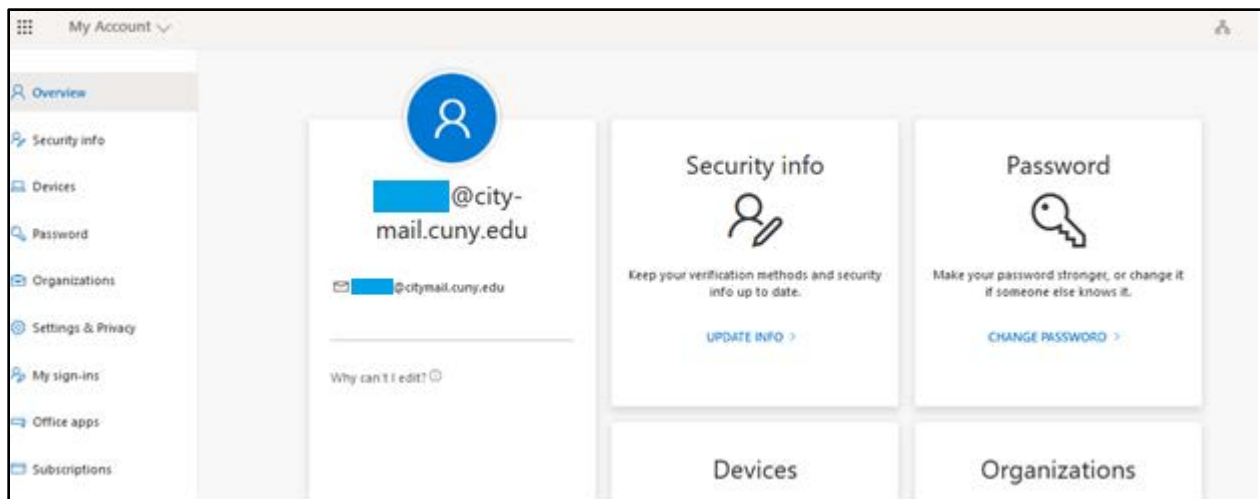 My Account
Overview
Security info
Devices
Password
Organizations
Settings & Privacy
My sign-ins
Office apps
Subscriptions
@city-
mail.cuny.edu
@citymail.cuny.edu
Why can't I edit?
Security info
Keep your verification methods and security
info up to date.
UPDATE INFO >
Password
Make your password stronger, or change it
if someone else knows it.
CHANGE PASSWORD >
Devices
Organizations